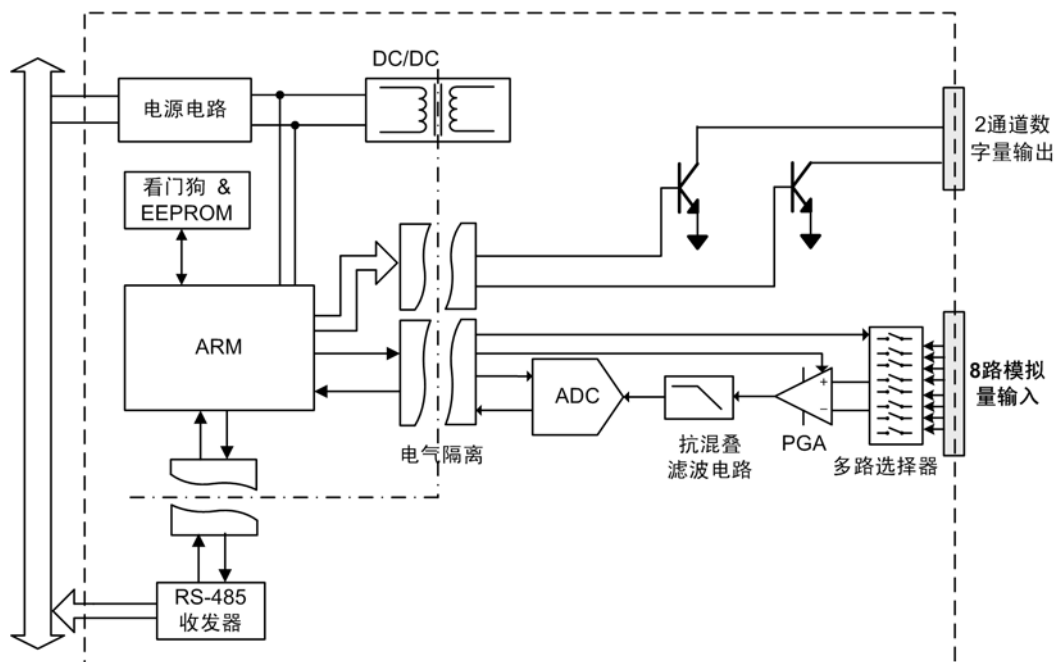 DC/DC
电源电路
2通道数
字量输出
看门狗 &
EEPROM
ARM
8路模拟
量输入
+
−
ADC
PGA
电气隔离
抗混叠
滤波电路
多路选择器
RS-485
收发器